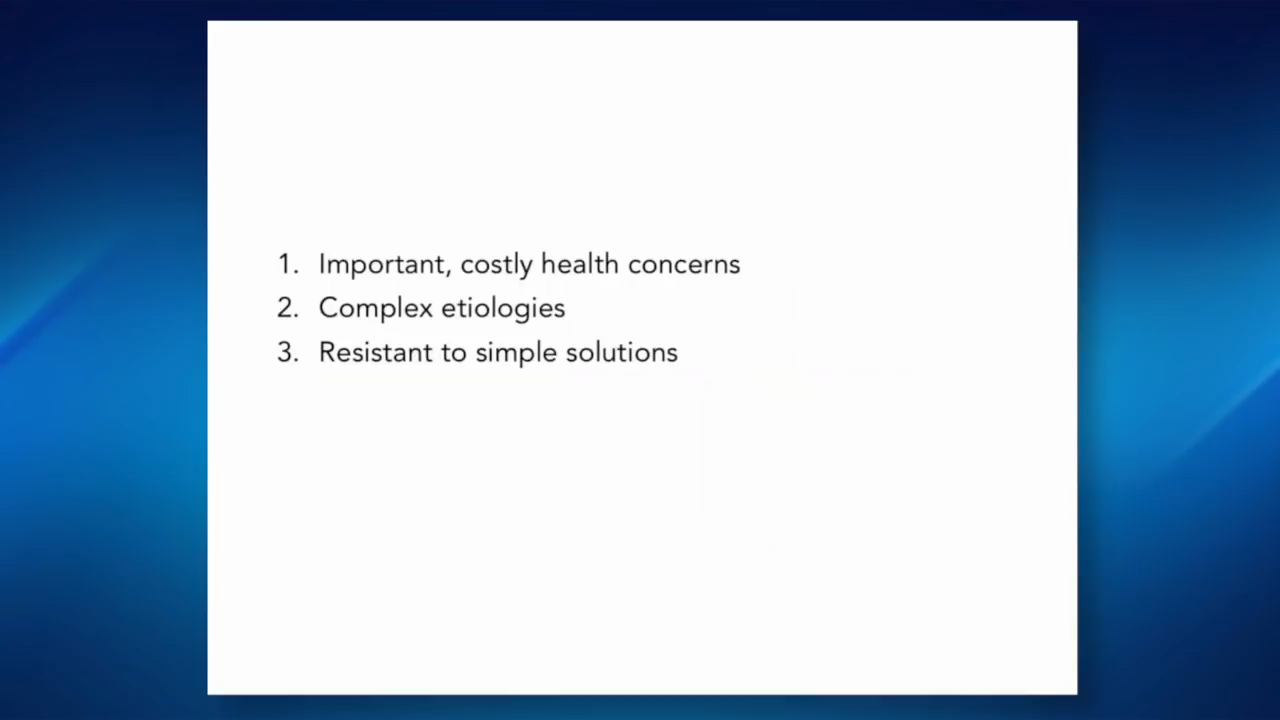 1. Important, costly health concerns
2. Complex etiologies
3. Resistant to simple solutions